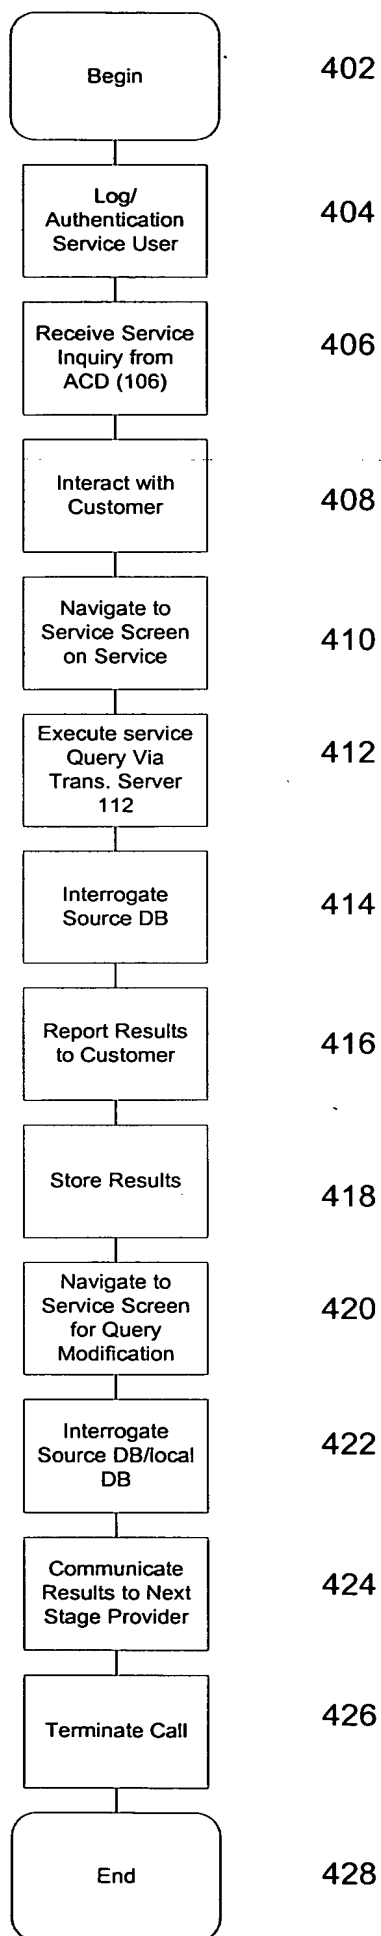 Begin
402
Log/
Authentication
Service User
404
Receive Service
Inquiry from
ACD (106)
406
Interact with
Customer
408
Navigate to
Service Screen
on Service
410
Execute service
Query Via
Trans. Server
112
412
Interrogate
Source DB
414
Report Results
to Customer
416
Store Results
418
Navigate to
Service Screen
for Query
Modification
420
Interrogate
Source DB/local
DB
422
Communicate
Results to Next
Stage Provider
424
Terminate Call
426
End
428